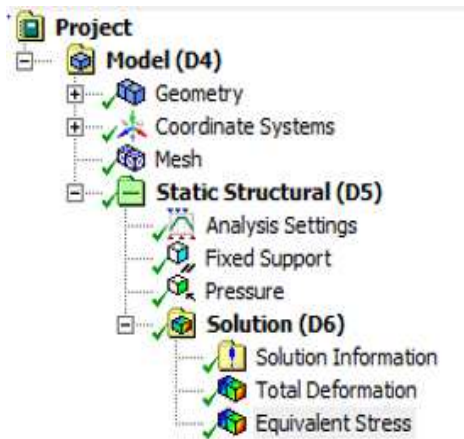 Project
Model (D4)
Geometry
Coordinate Systems
Mesh
Static Structural (D5)
Analysis Settings
Fixed Support
Pressure
Solution (D6)
Solution Information
Total Deformation
Equivalent Stress